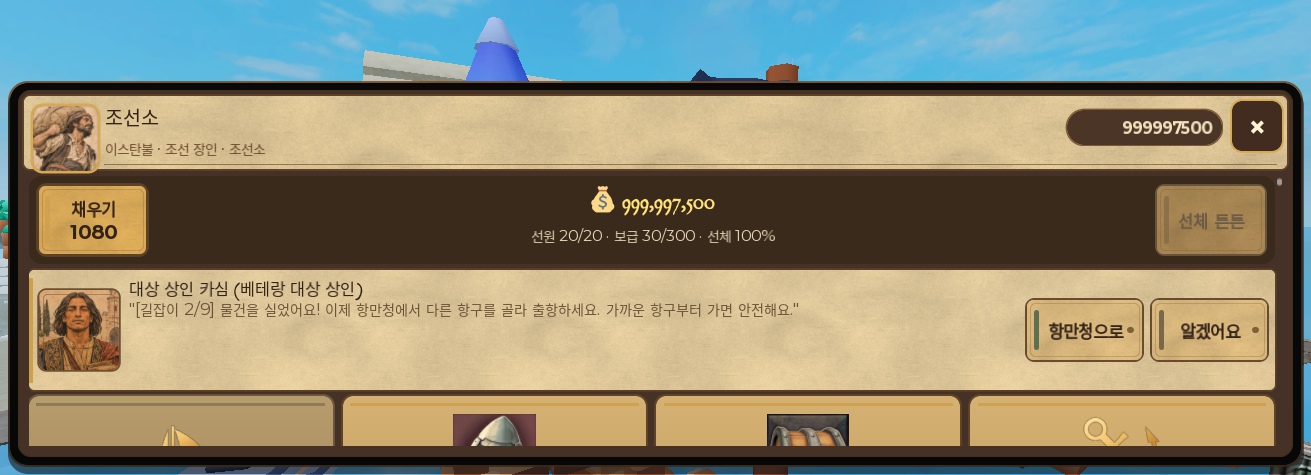 조선소
이스탄불 · 조선 장인 · 조선소
999997500
×
채우기
1080
999,997,500
선원 20/20 · 보급 30/300 · 선체 100%
선체 튼튼
대상 상인 카심 (베테랑 대상 상인)
"[길잡이 2/9] 물건을 실었어요! 이제 항만청에서 다른 항구를 골라 출항하세요. 가까운 항구부터 가면 안전해요."
항만청으로
알겠어요